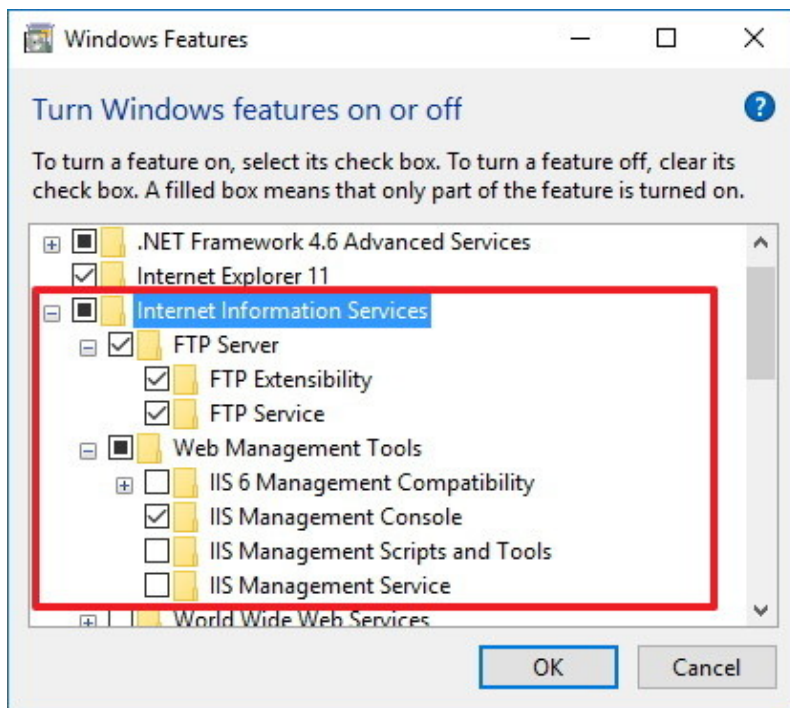 Windows Features
Turn Windows features on or off
?
To turn a feature on, select its check box. To turn a feature off, clear its
check box. A filled box means that only part of the feature is turned on.
.NET Framework 4.6 Advanced Services
Internet Explorer 11
Internet Information Services
FTP Server
FTP Extensibility
FTP Service
Web Management Tools
IIS 6 Management Compatibility
IIS Management Console
IIS Management Scripts and Tools
IIS Management Service
World Wide Web Services
OK Cancel